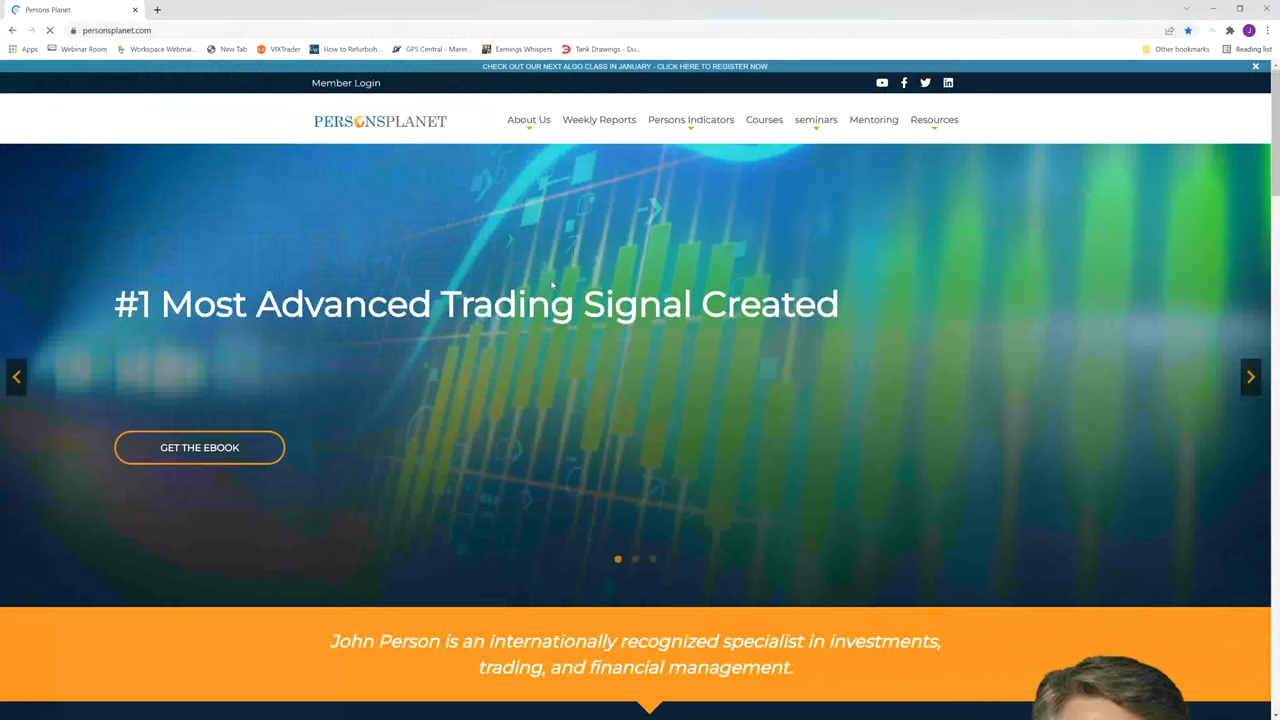 Persons Planet
personsplanet.com
Apps
Webinar Room
Workspace Webmai...
New Tab
VIXTrader
How to Refurbish...
GPS Central - Marin...
Earnings Whispers
Tank Drawings - Du...
Other bookmarks
Reading list
CHECK OUT OUR NEXT ALGO CLASS IN JANUARY - CLICK HERE TO REGISTER NOW
Member Login
PERSONSPLANET
About Us
Weekly Reports
Persons Indicators
Courses
seminars
Mentoring
Resources
#1 Most Advanced Trading Signal Created
GET THE EBOOK
John Person is an internationally recognized specialist in investments,
trading, and financial management.